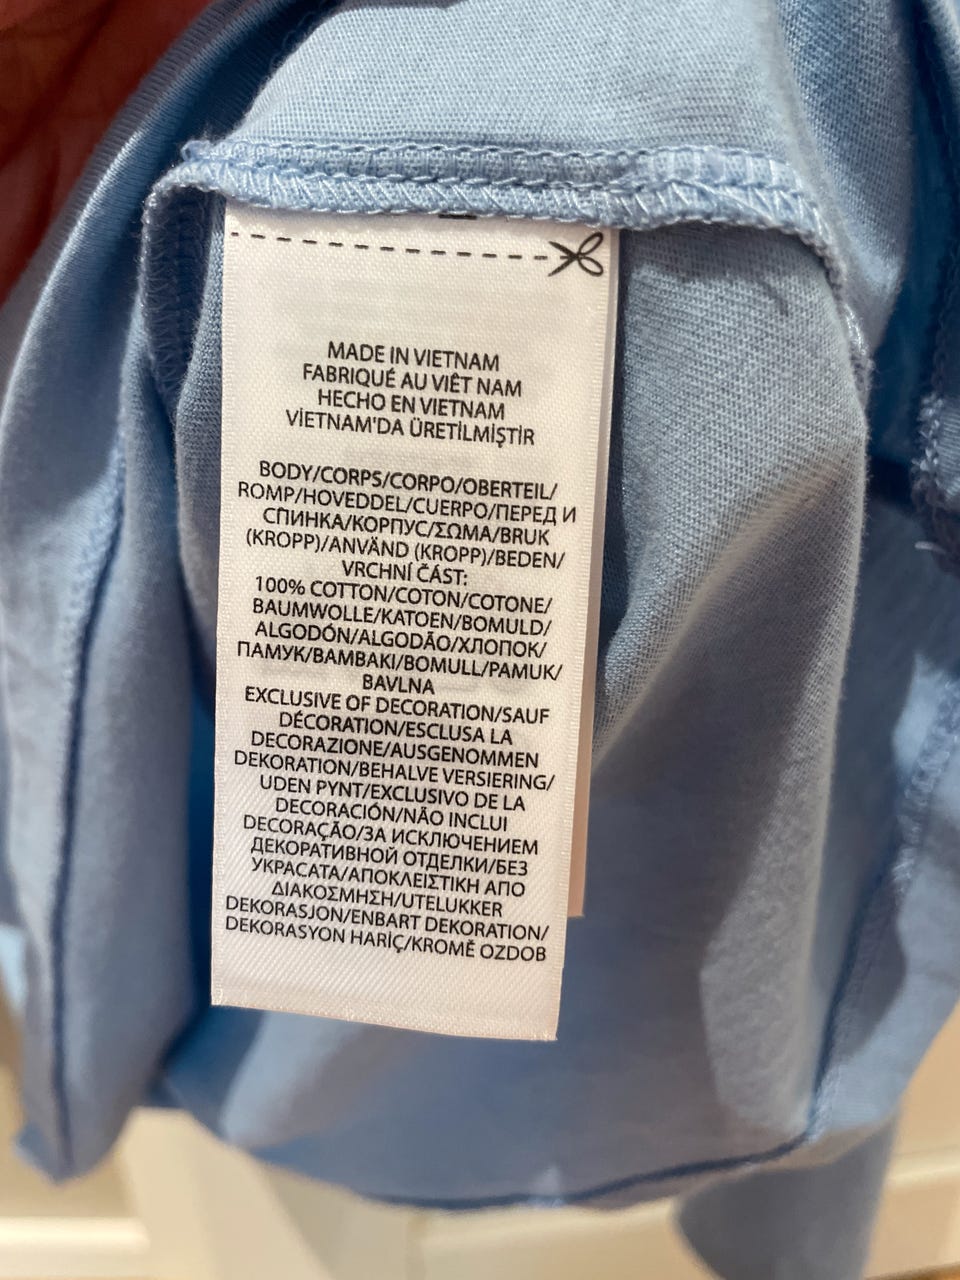 MADE IN VIETNAM
FABRIQUÉ AU VIÊT NAM
HECHO EN VIETNAM
VİETNAM'DA ÜRETİLMİŞTİR
BODY/CORPS/CORPO/OBERTEIL/
ROMP/HOVEDDEL/CUERPO/ПЕРЕД И
СПИНКА/КОРПУС/ΣΩΜΑ/BRUK
(KROPP)/ANVÄND (KROPP)/BEDEN/
VRCHNÍ ČÁST:
100% COTTON/COTON/COTONE/
BAUMWOLLE/KATOEN/BOMULD/
ALGODÓN/ALGODÃO/ХЛОПОК/
ПАМУК/ΒΑΜΒΑΚΙ/BOMULL/PAMUK/
BAVLNA
EXCLUSIVE OF DECORATION/SAUF
DÉCORATION/ESCLUSA LA
DECORAZIONE/AUSGENOMMEN
DEKORATION/BEHALVE VERSIERING/
UDEN PYNT/EXCLUSIVO DE LA
DECORACIÓN/NÃO INCLUI
DECORAÇÃO/ЗА ИСКЛЮЧЕНИЕМ
ДЕКОРАТИВНОЙ ОТДЕЛКИ/БЕЗ
УКРАСАТА/ΑΠΟΚΛΕΙΣΤΙΚΗ ΑΠΟ
ΔΙΑΚΟΣΜΗΣΗ/UTELUKKER
DEKORASJON/ENBART DEKORATION/
DEKORASYON HARİÇ/KROMĚ OZDOB